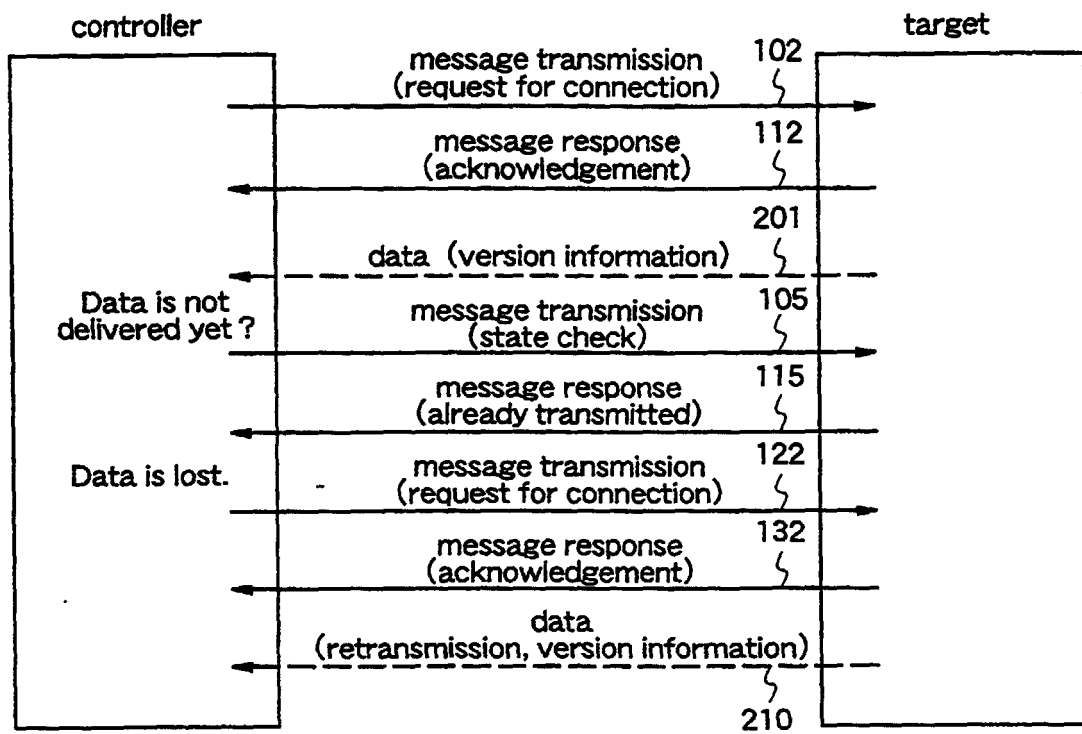 controller
target
message transmission
(request for connection)
102
message response
(acknowledgement)
112
201
data (version information)
Data is not
delivered yet ?
message transmission
(state check)
105
message response
(already transmitted)
115
Data is lost.
message transmission
(request for connection)
122
message response
(acknowledgement)
132
data
(retransmission, version information)
210